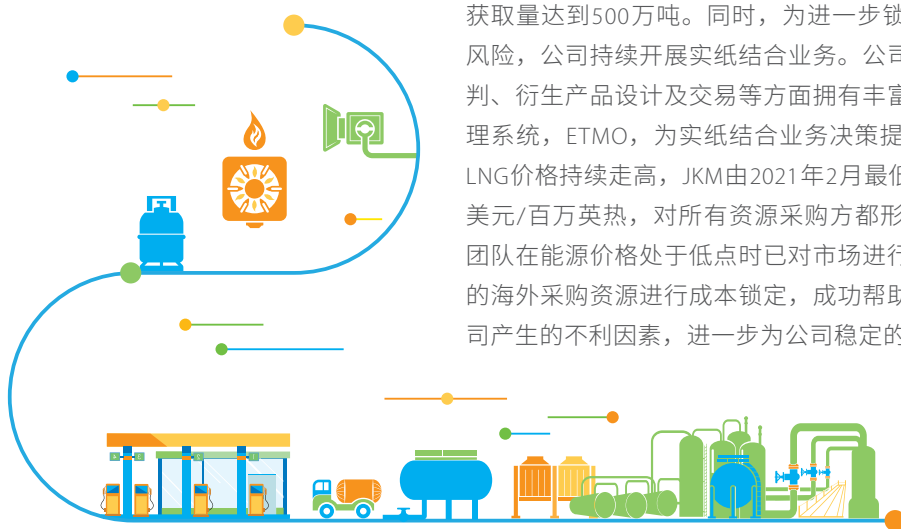 获取量达到500万吨。同时，为进一步锁
风险，公司持续开展实纸结合业务。公司
判、衍生产品设计及交易等方面拥有丰富
理系统，ETMO，为实纸结合业务决策提
LNG价格持续走高，JKM由2021年2月最低
美元/百万英热，对所有资源采购方都形
团队在能源价格处于低点时已对市场进行
的海外采购资源进行成本锁定，成功帮助
司产生的不利因素，进一步为公司稳定的